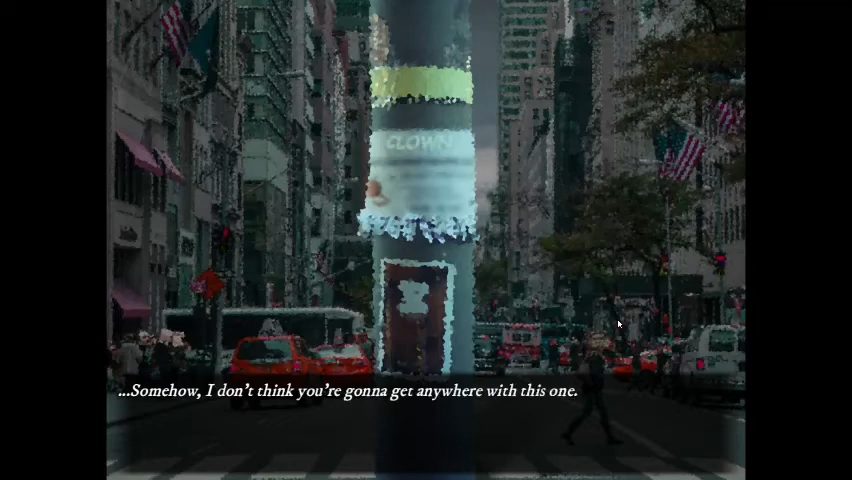 CLOWN
...Somehow, I don't think you're gonna get anywhere with this one.